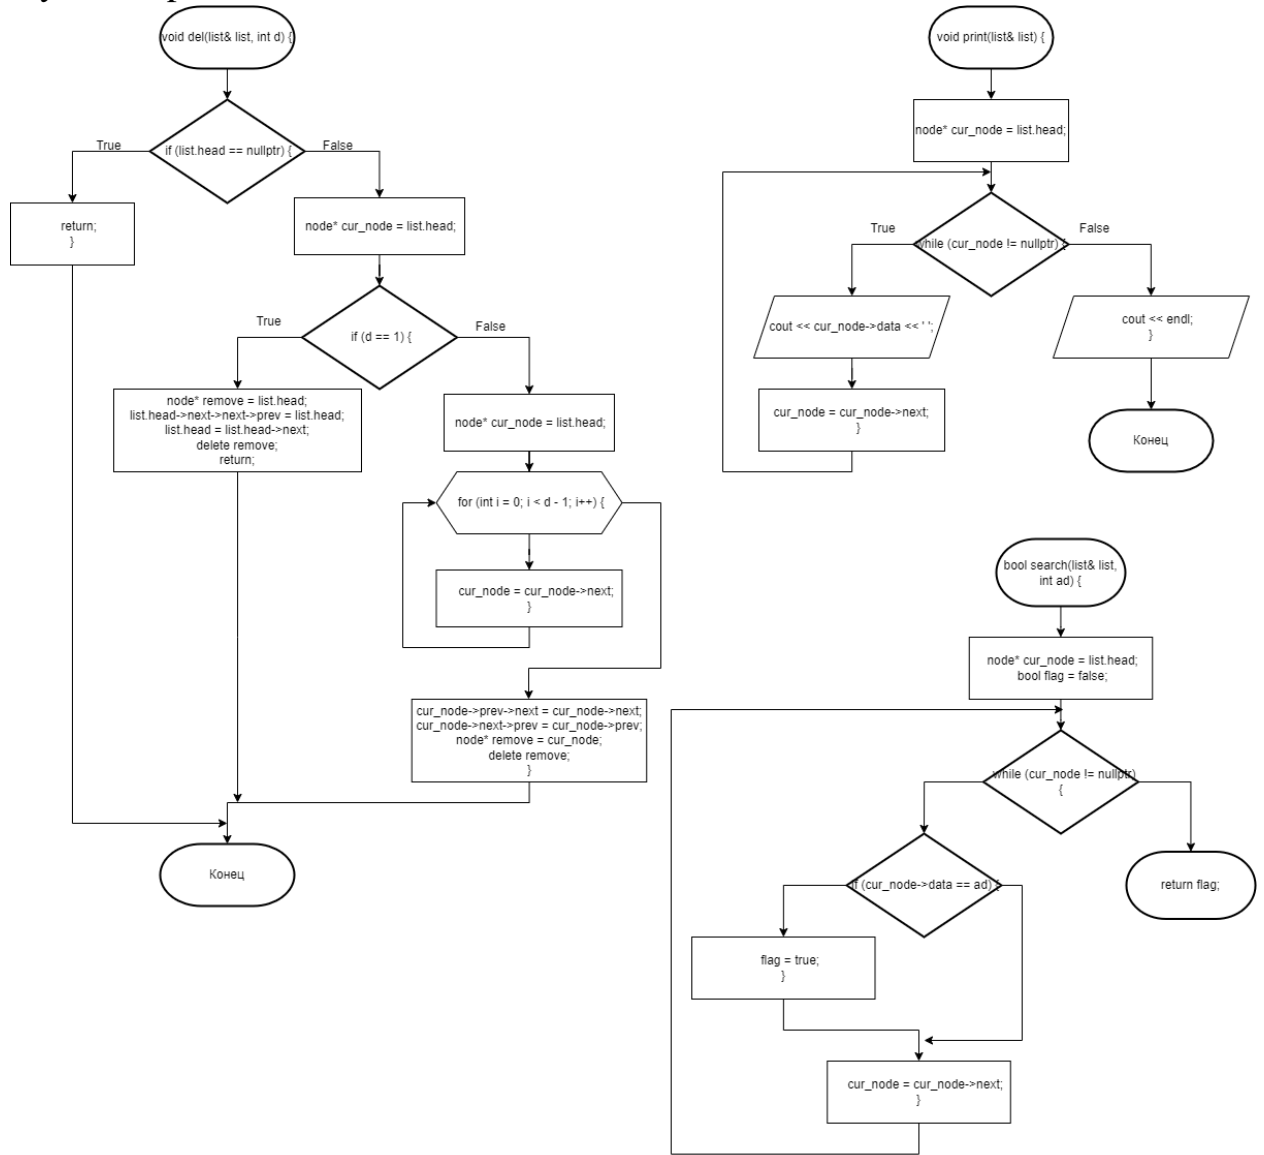 void del(list& list, int d) {
if (list.head == nullptr) {
True
False
return;
}
node* cur_node = list.head;
if (d == 1) {
True
False
node* remove = list.head;
list.head->next->next->prev = list.head;
list.head = list.head->next;
delete remove;
return;
node* cur_node = list.head;
for (int i = 0; i < d - 1; i++) {
cur_node = cur_node->next;
}
cur_node->prev->next = cur_node->next;
cur_node->next->prev = cur_node->prev;
node* remove = cur_node;
delete remove;
}
Конец
void print(list& list) {
node* cur_node = list.head;
while (cur_node != nullptr) {
True
False
cout << cur_node->data << ' ';
cur_node = cur_node->next;
}
cout << endl;
}
Конец
bool search(list& list,
int ad) {
node* cur_node = list.head;
bool flag = false;
while (cur_node != nullptr)
{
if (cur_node->data == ad) {
flag = true;
}
cur_node = cur_node->next;
}
return flag;